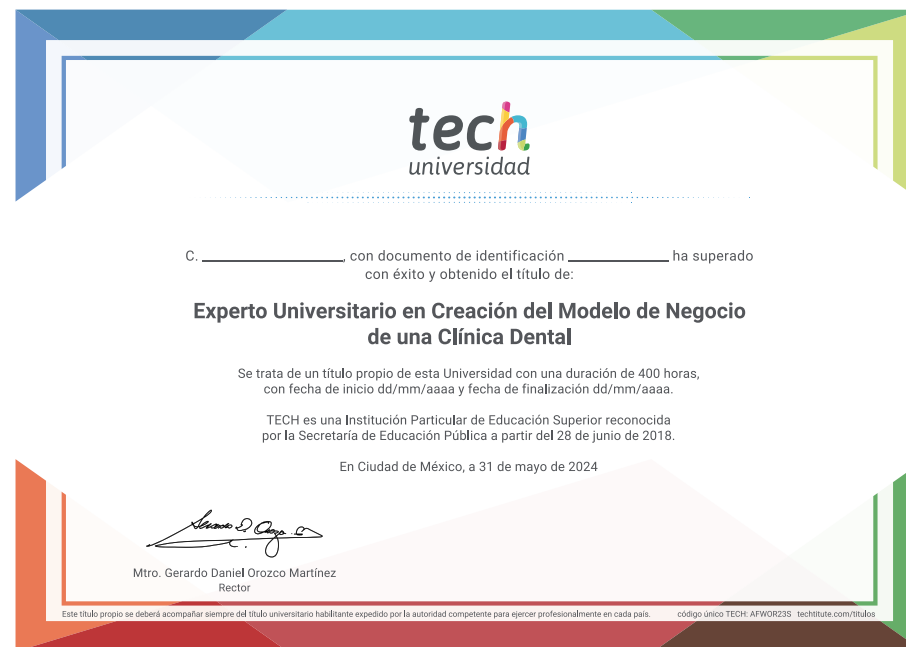 tech
universidad
C. ____________, con documento de identificación ____________ ha superado
con éxito y obtenido el título de:
Experto Universitario en Creación del Modelo de Negocio
de una Clínica Dental
Se trata de un título propio de esta Universidad con una duración de 400 horas,
con fecha de inicio dd/mm/aaaa y fecha de finalización dd/mm/aaaa.
TECH es una Institución Particular de Educación Superior reconocida
por la Secretaría de Educación Pública a partir del 28 de junio de 2018.
En Ciudad de México, a 31 de mayo de 2024
Mtro. Gerardo Daniel Orozco Martínez
Rector
Este título propio se deberá acompañar siempre del título universitario habilitante expedido por la autoridad competente para ejercer profesionalmente en cada país. código único TECH: AFWOR23S techtitute.com/titulos